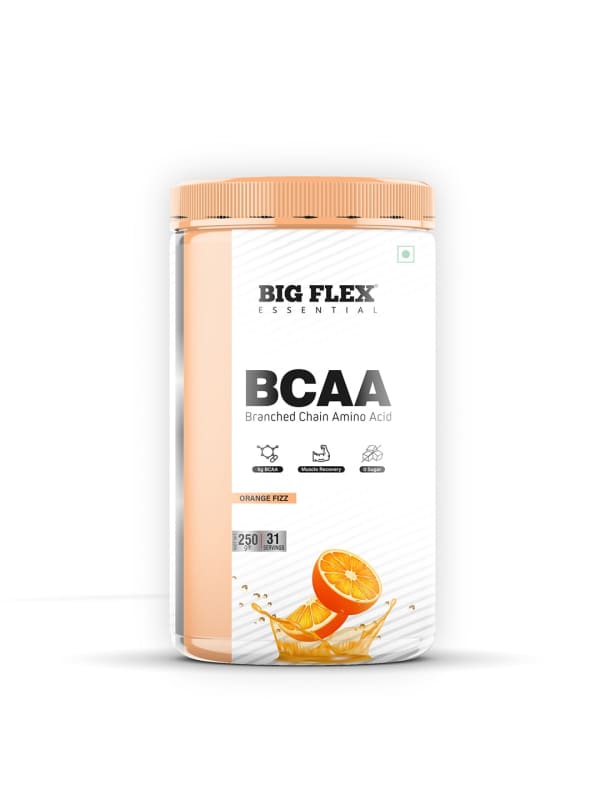 BIG FLEX®
ESSENTIAL
BCAA
Branched Chain Amino Acid
Muscle Recovery
0 Sugar
ORANGE FIZZ
250
31
SERVINGS